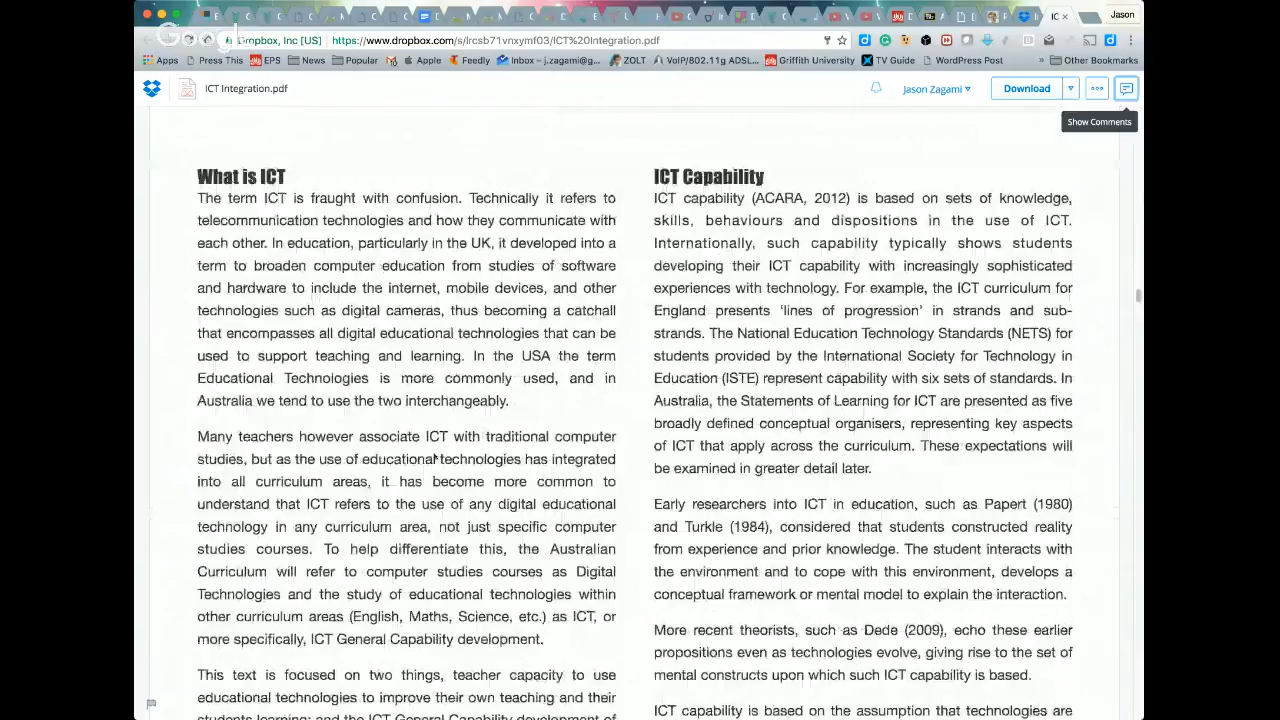 Jason
Dropbox, Inc [US]
https://www.dropbox.com/s/lrcsb71vnxymf03/ICT%20Integration.pdf
Apps
Press This
EPS
News
Popular
Apple
Feedly
Inbox – j.zagami@g...
ZOLT
VoIP/802.11g ADSL...
Griffith University
TV Guide
WordPress Post
»
Other Bookmarks
ICT Integration.pdf
Jason Zagami
Download
Show Comments
What is ICT
The term ICT is fraught with confusion. Technically it refers to
telecommunication technologies and how they communicate with
each other. In education, particularly in the UK, it developed into a
term to broaden computer education from studies of software
and hardware to include the internet, mobile devices, and other
technologies such as digital cameras, thus becoming a catchall
that encompasses all digital educational technologies that can be
used to support teaching and learning. In the USA the term
Educational Technologies is more commonly used, and in
Australia we tend to use the two interchangeably.
Many teachers however associate ICT with traditional computer
studies, but as the use of educational technologies has integrated
into all curriculum areas, it has become more common to
understand that ICT refers to the use of any digital educational
technology in any curriculum area, not just specific computer
studies courses. To help differentiate this, the Australian
Curriculum will refer to computer studies courses as Digital
Technologies and the study of educational technologies within
other curriculum areas (English, Maths, Science, etc.) as ICT, or
more specifically, ICT General Capability development.
This text is focused on two things, teacher capacity to use
educational technologies to improve their own teaching and their
students learning; and the ICT General Capability development of
ICT Capability
ICT capability (ACARA, 2012) is based on sets of knowledge,
skills, behaviours and dispositions in the use of ICT.
Internationally, such capability typically shows students
developing their ICT capability with increasingly sophisticated
experiences with technology. For example, the ICT curriculum for
England presents ‘lines of progression’ in strands and sub-
strands. The National Education Technology Standards (NETS) for
students provided by the International Society for Technology in
Education (ISTE) represent capability with six sets of standards. In
Australia, the Statements of Learning for ICT are presented as five
broadly defined conceptual organisers, representing key aspects
of ICT that apply across the curriculum. These expectations will
be examined in greater detail later.
Early researchers into ICT in education, such as Papert (1980)
and Turkle (1984), considered that students constructed reality
from experience and prior knowledge. The student interacts with
the environment and to cope with this environment, develops a
conceptual framework or mental model to explain the interaction.
More recent theorists, such as Dede (2009), echo these earlier
propositions even as technologies evolve, giving rise to the set of
mental constructs upon which such ICT capability is based.
ICT capability is based on the assumption that technologies are